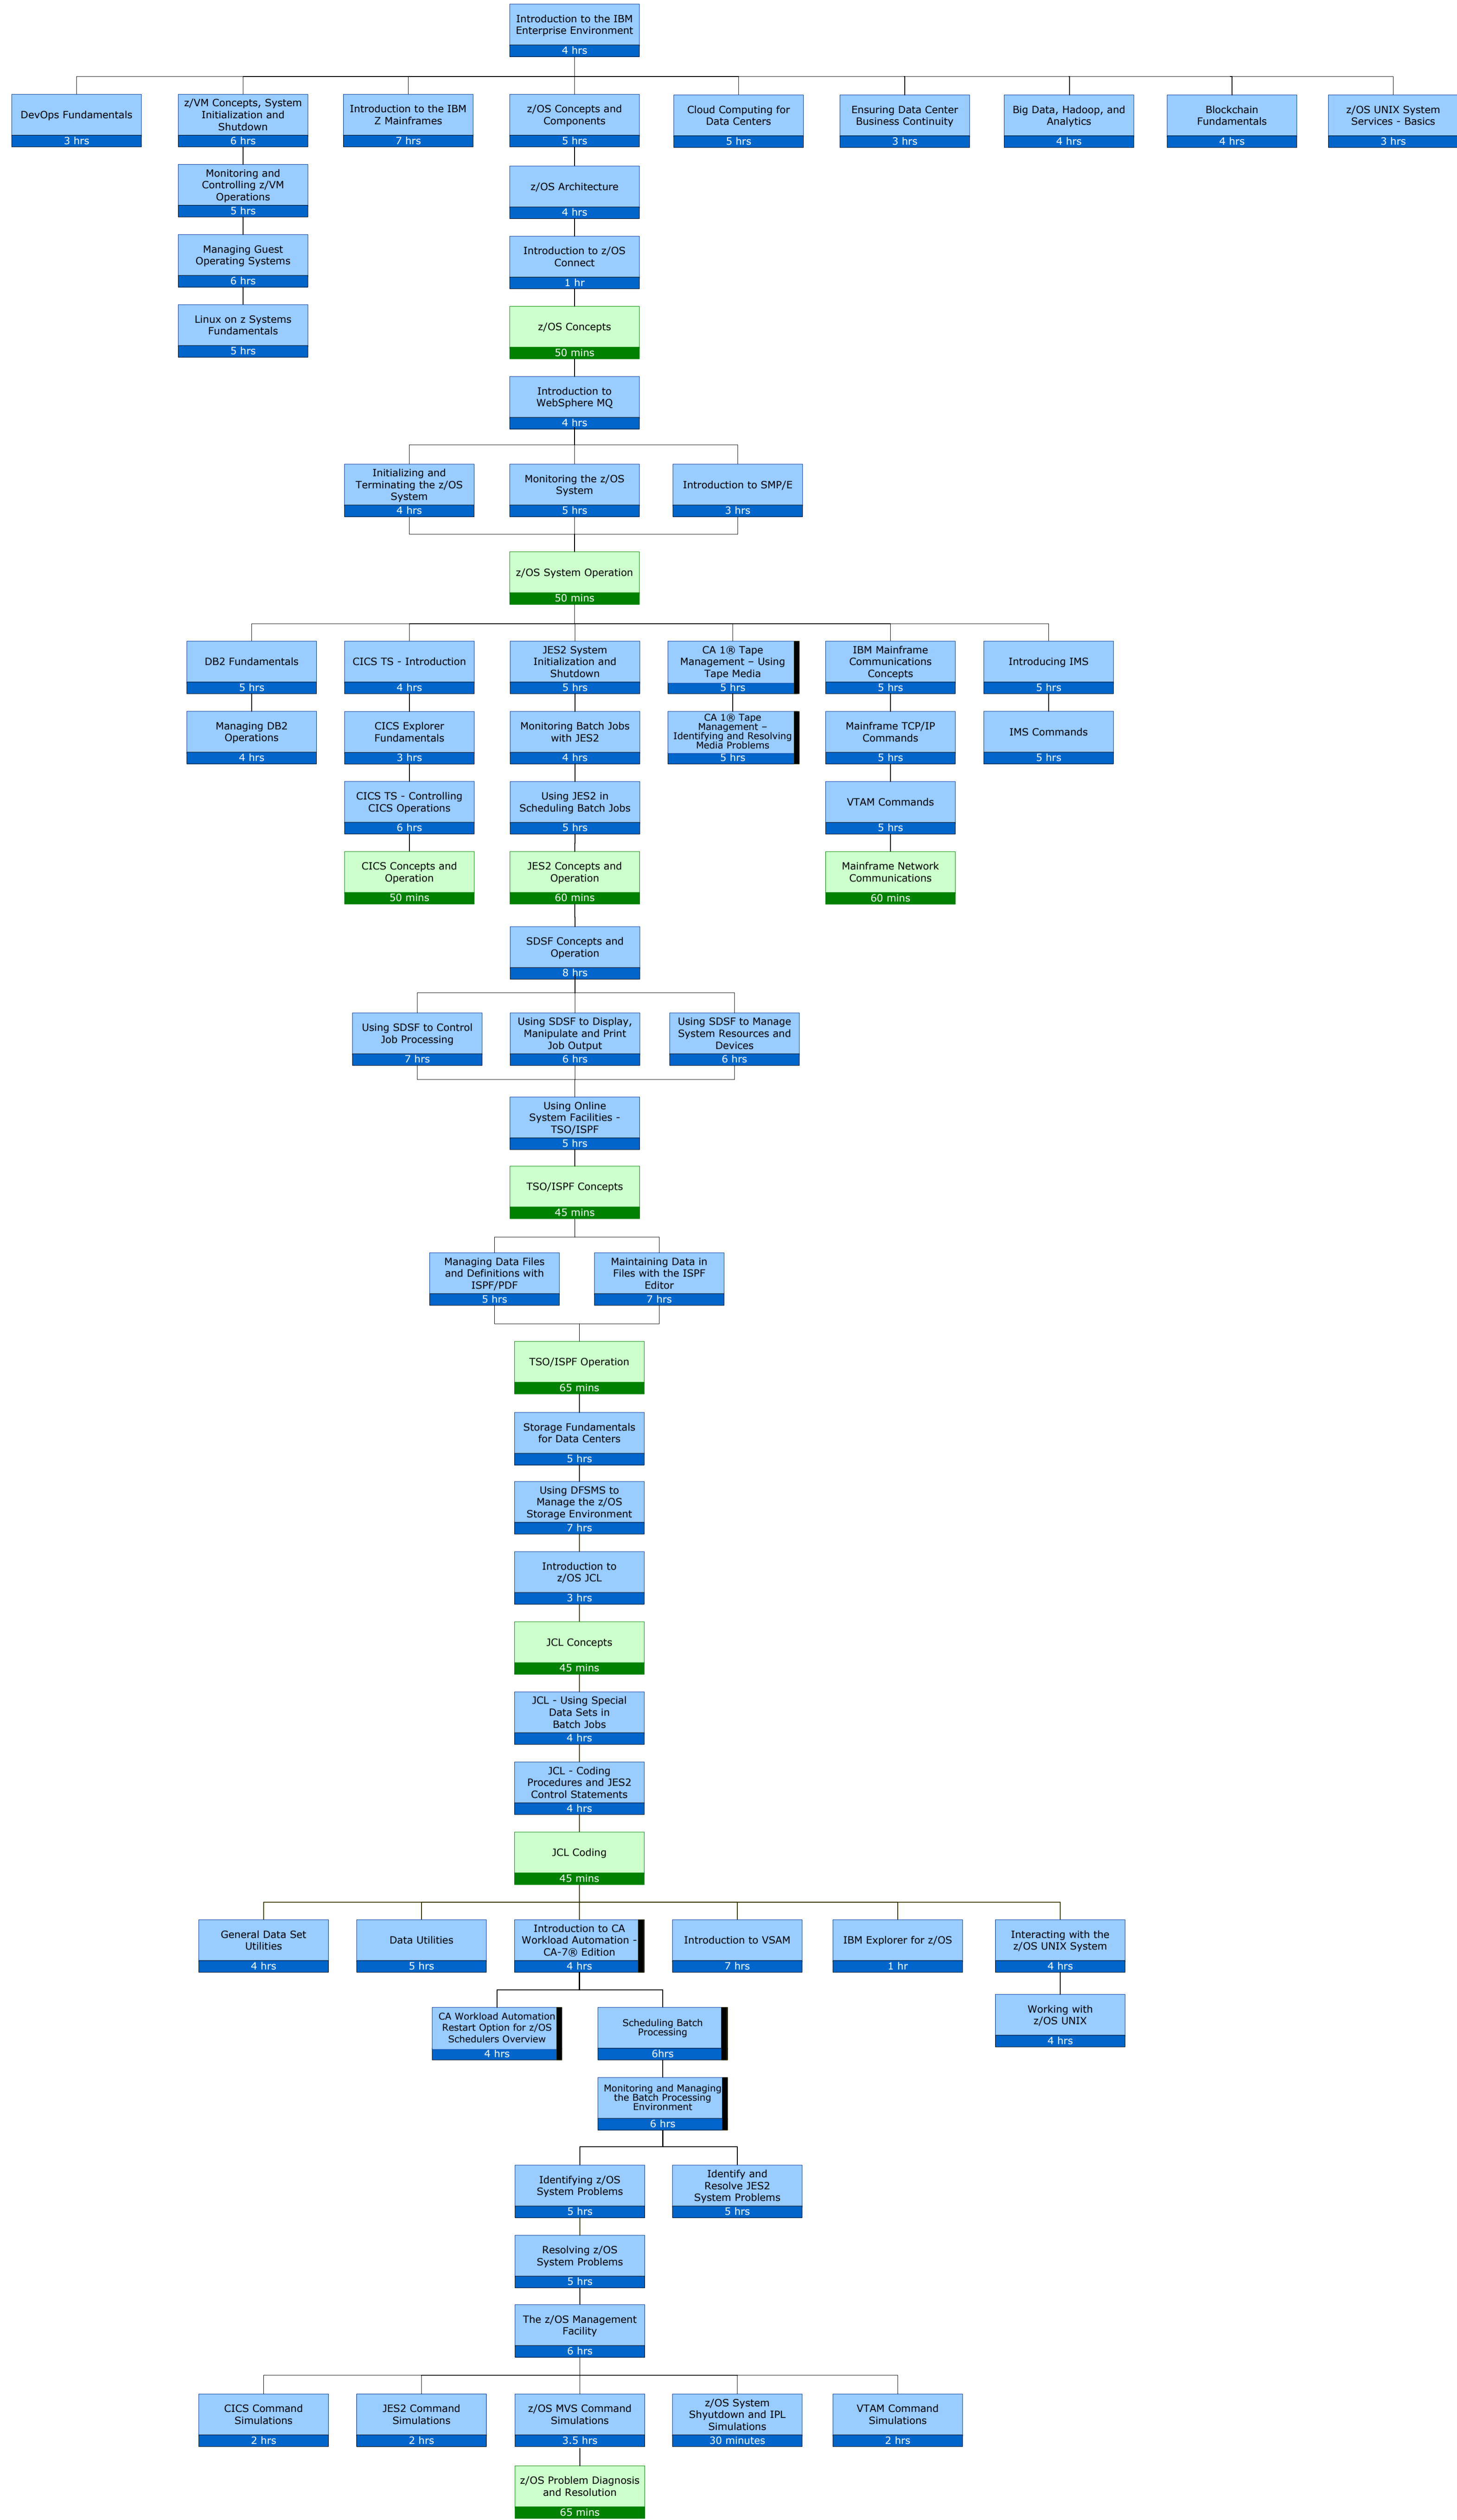 Introduction to the IBM
Enterprise Environment
4 hrs
DevOps Fundamentals
3 hrs
z/VM Concepts, System
Initialization and
Shutdown
6 hrs
Introduction to the IBM
Z Mainframes
7 hrs
z/OS Concepts and
Components
5 hrs
Cloud Computing for
Data Centers
5 hrs
Ensuring Data Center
Business Continuity
3 hrs
Big Data, Hadoop, and
Analytics
4 hrs
Blockchain
Fundamentals
4 hrs
z/OS UNIX System
Services - Basics
3 hrs
Monitoring and
Controlling z/VM
Operations
5 hrs
z/OS Architecture
4 hrs
Managing Guest
Operating Systems
6 hrs
Introduction to z/OS
Connect
1 hr
Linux on z Systems
Fundamentals
5 hrs
z/OS Concepts
50 mins
Introduction to
WebSphere MQ
4 hrs
Initializing and
Terminating the z/OS
System
4 hrs
Monitoring the z/OS
System
5 hrs
Introduction to SMP/E
3 hrs
z/OS System Operation
50 mins
DB2 Fundamentals
5 hrs
CICS TS - Introduction
4 hrs
JES2 System
Initialization and
Shutdown
5 hrs
CA 1® Tape
Management – Using
Tape Media
5 hrs
IBM Mainframe
Communications
Concepts
5 hrs
Introducing IMS
5 hrs
Managing DB2
Operations
4 hrs
CICS Explorer
Fundamentals
3 hrs
Monitoring Batch Jobs
with JES2
4 hrs
CA 1® Tape
Management –
Identifying and Resolving
Media Problems
5 hrs
Mainframe TCP/IP
Commands
5 hrs
IMS Commands
5 hrs
CICS TS - Controlling
CICS Operations
6 hrs
Using JES2 in
Scheduling Batch Jobs
5 hrs
VTAM Commands
5 hrs
CICS Concepts and
Operation
50 mins
JES2 Concepts and
Operation
60 mins
Mainframe Network
Communications
60 mins
SDSF Concepts and
Operation
8 hrs
Using SDSF to Control
Job Processing
7 hrs
Using SDSF to Display,
Manipulate and Print
Job Output
6 hrs
Using SDSF to Manage
System Resources and
Devices
6 hrs
Using Online
System Facilities -
TSO/ISPF
5 hrs
TSO/ISPF Concepts
45 mins
Managing Data Files
and Definitions with
ISPF/PDF
5 hrs
Maintaining Data in
Files with the ISPF
Editor
7 hrs
TSO/ISPF Operation
65 mins
Storage Fundamentals
for Data Centers
5 hrs
Using DFSMS to
Manage the z/OS
Storage Environment
7 hrs
Introduction to
z/OS JCL
3 hrs
JCL Concepts
45 mins
JCL - Using Special
Data Sets in
Batch Jobs
4 hrs
JCL - Coding
Procedures and JES2
Control Statements
4 hrs
JCL Coding
45 mins
General Data Set
Utilities
4 hrs
Data Utilities
5 hrs
Introduction to CA
Workload Automation -
CA-7® Edition
4 hrs
Introduction to VSAM
7 hrs
IBM Explorer for z/OS
1 hr
Interacting with the
z/OS UNIX System
4 hrs
CA Workload Automation
Restart Option for z/OS
Schedulers Overview
4 hrs
Scheduling Batch
Processing
6hrs
Working with
z/OS UNIX
4 hrs
Monitoring and Managing
the Batch Processing
Environment
6 hrs
Identifying z/OS
System Problems
5 hrs
Identify and
Resolve JES2
System Problems
5 hrs
Resolving z/OS
System Problems
5 hrs
The z/OS Management
Facility
6 hrs
CICS Command
Simulations
2 hrs
JES2 Command
Simulations
2 hrs
z/OS MVS Command
Simulations
3.5 hrs
z/OS System
Shyutdown and IPL
Simulations
30 minutes
VTAM Command
Simulations
2 hrs
z/OS Problem Diagnosis
and Resolution
65 mins